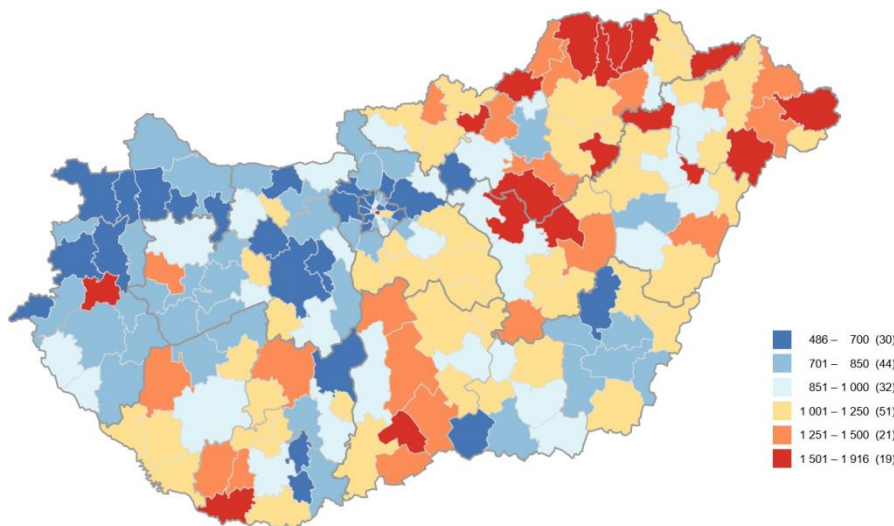 486 – 700 (30)
701 – 850 (44)
851 – 1 000 (32)
1 001 – 1 250 (51)
1 251 – 1 500 (21)
1 501 – 1 916 (19)